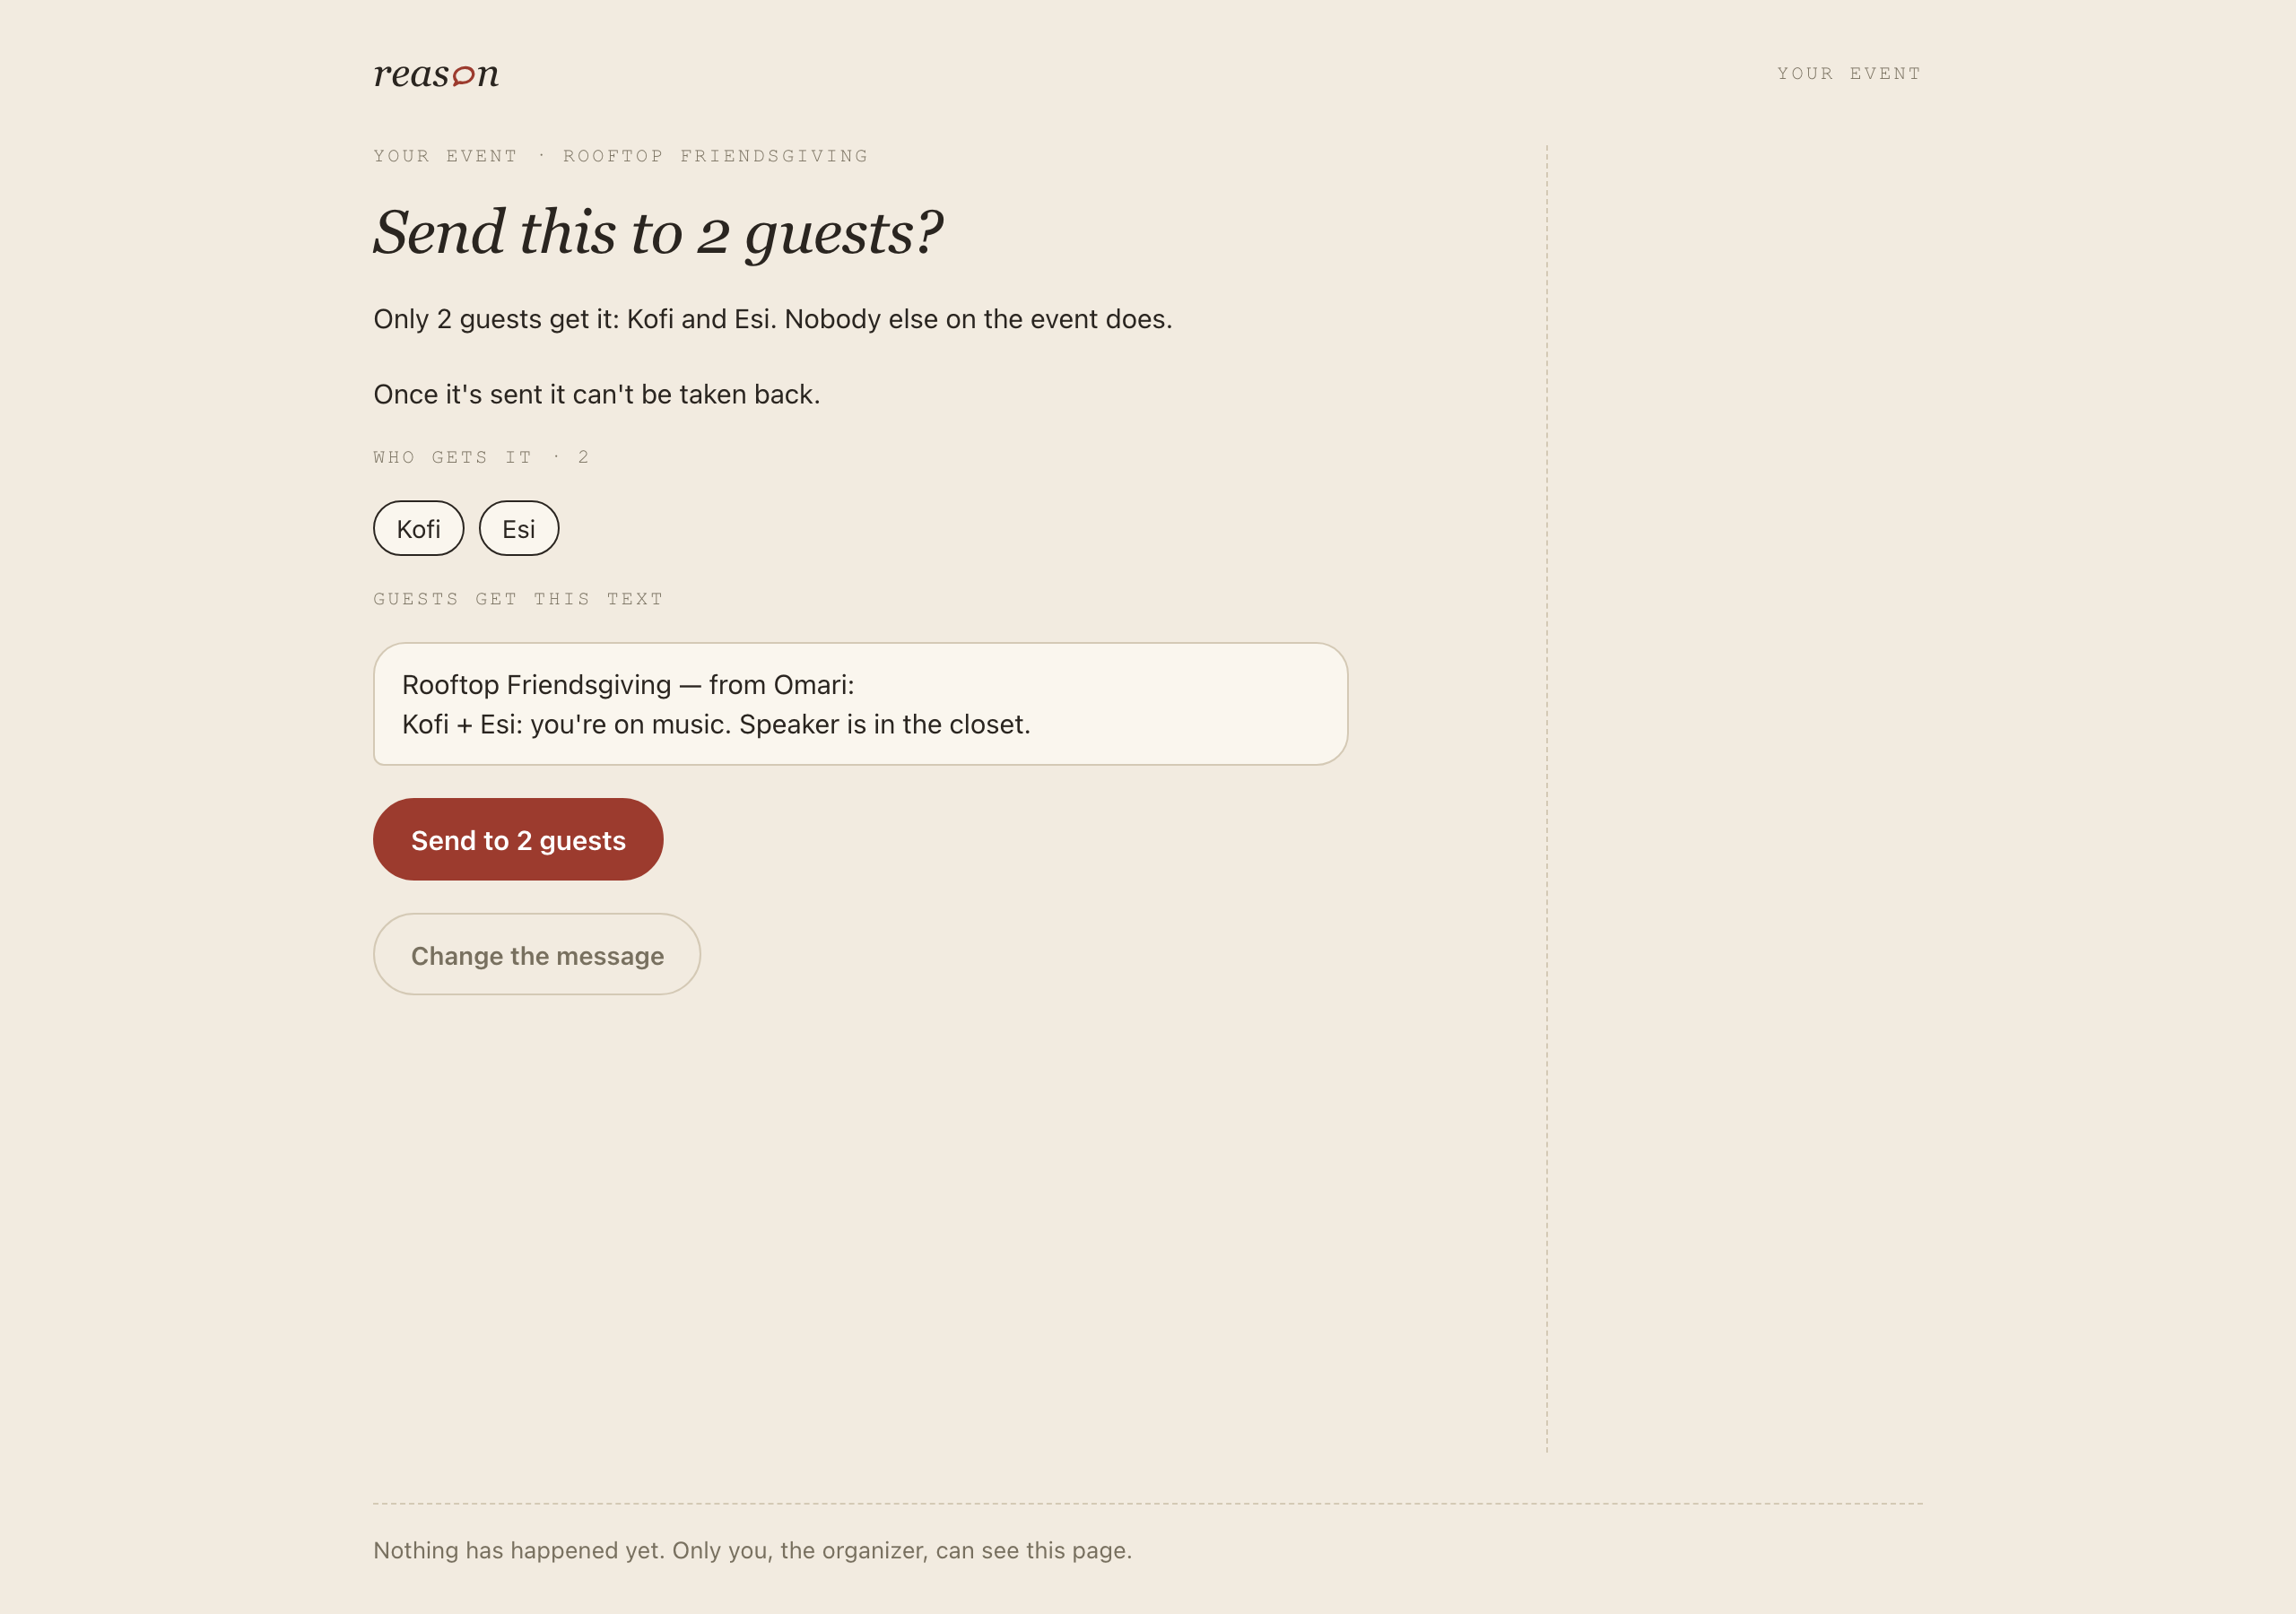 reason
YOUR EVENT
YOUR EVENT · ROOFTOP FRIENDSGIVING
Send this to 2 guests?
Only 2 guests get it: Kofi and Esi. Nobody else on the event does.
Once it's sent it can't be taken back.
WHO GETS IT · 2
Kofi
Esi
GUESTS GET THIS TEXT
Rooftop Friendsgiving — from Omari:
Kofi + Esi: you're on music. Speaker is in the closet.
Send to 2 guests
Change the message
Nothing has happened yet. Only you, the organizer, can see this page.